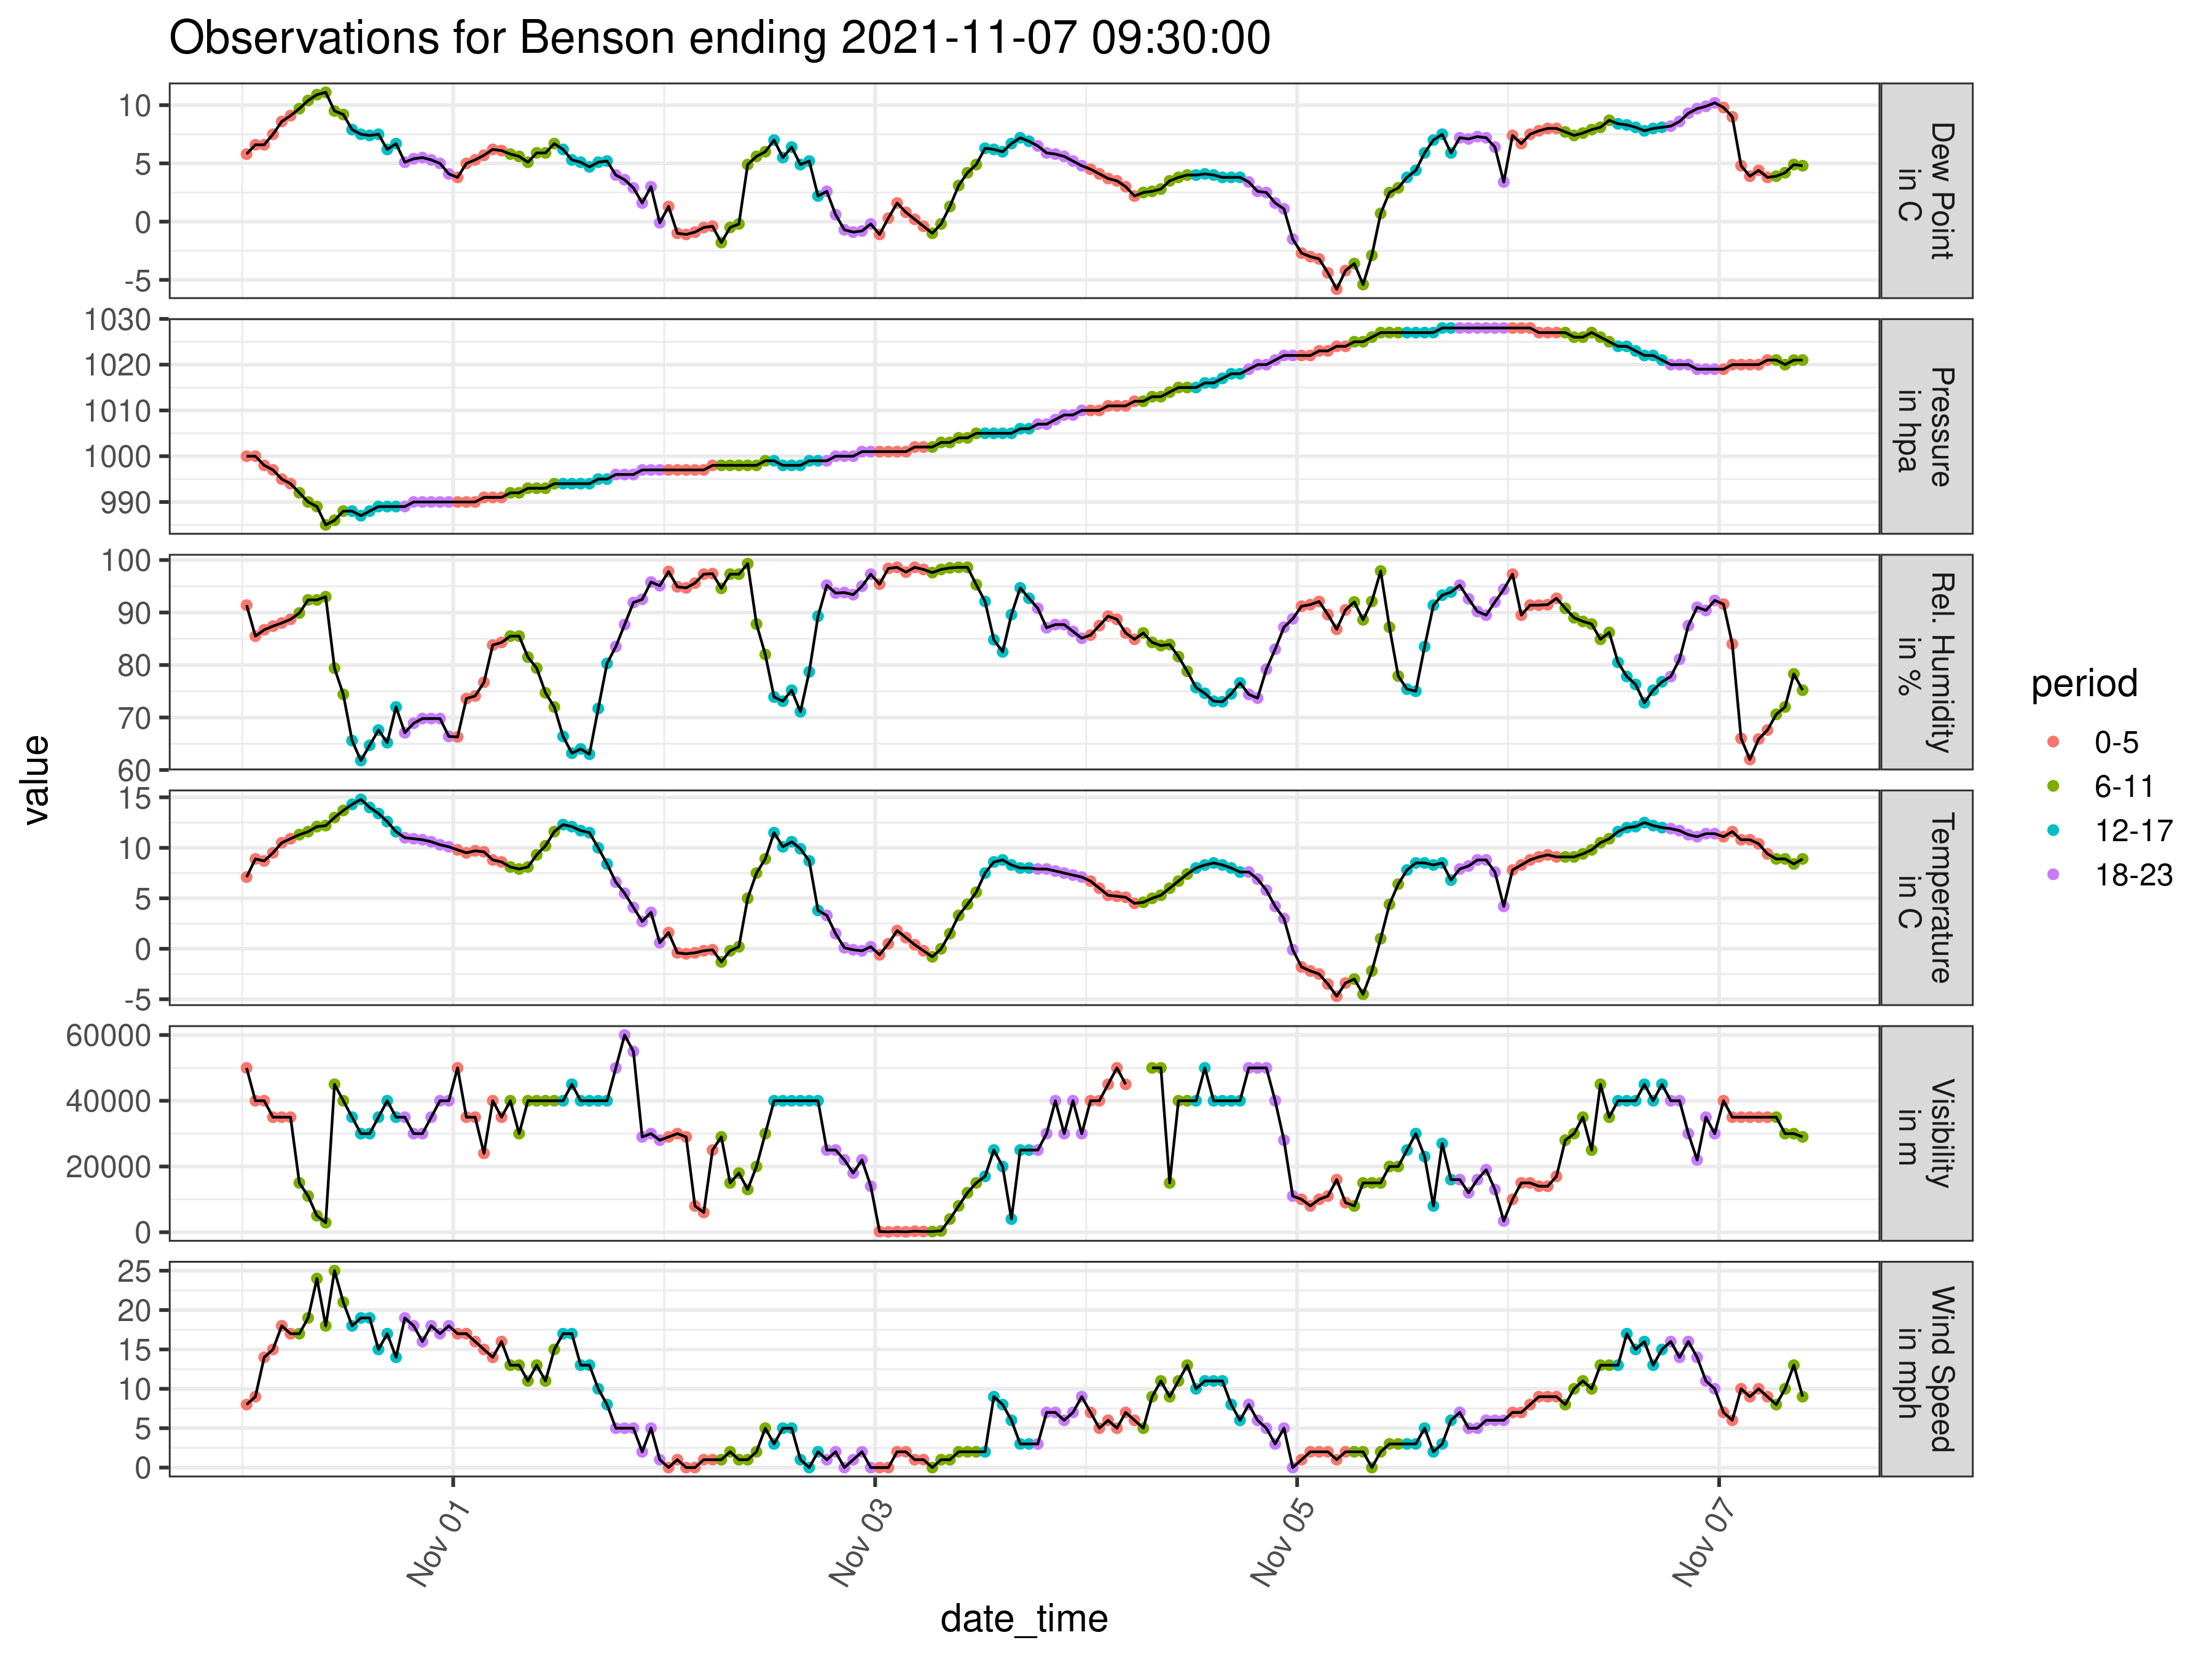 Observations for Benson ending 2021-11-07 09:30:00
value
10
5
0
-5
Dew Point
in C
1030
1020
1010
1000
990
Pressure
in hpa
100
90
80
70
60
Rel. Humidity
in %
15
10
5
0
-5
Temperature
in C
60000
40000
20000
0
Visibility
in m
25
20
15
10
5
0
Wind Speed
in mph
Nov 01
Nov 03
Nov 05
Nov 07
date_time
period
0-5
6-11
12-17
18-23